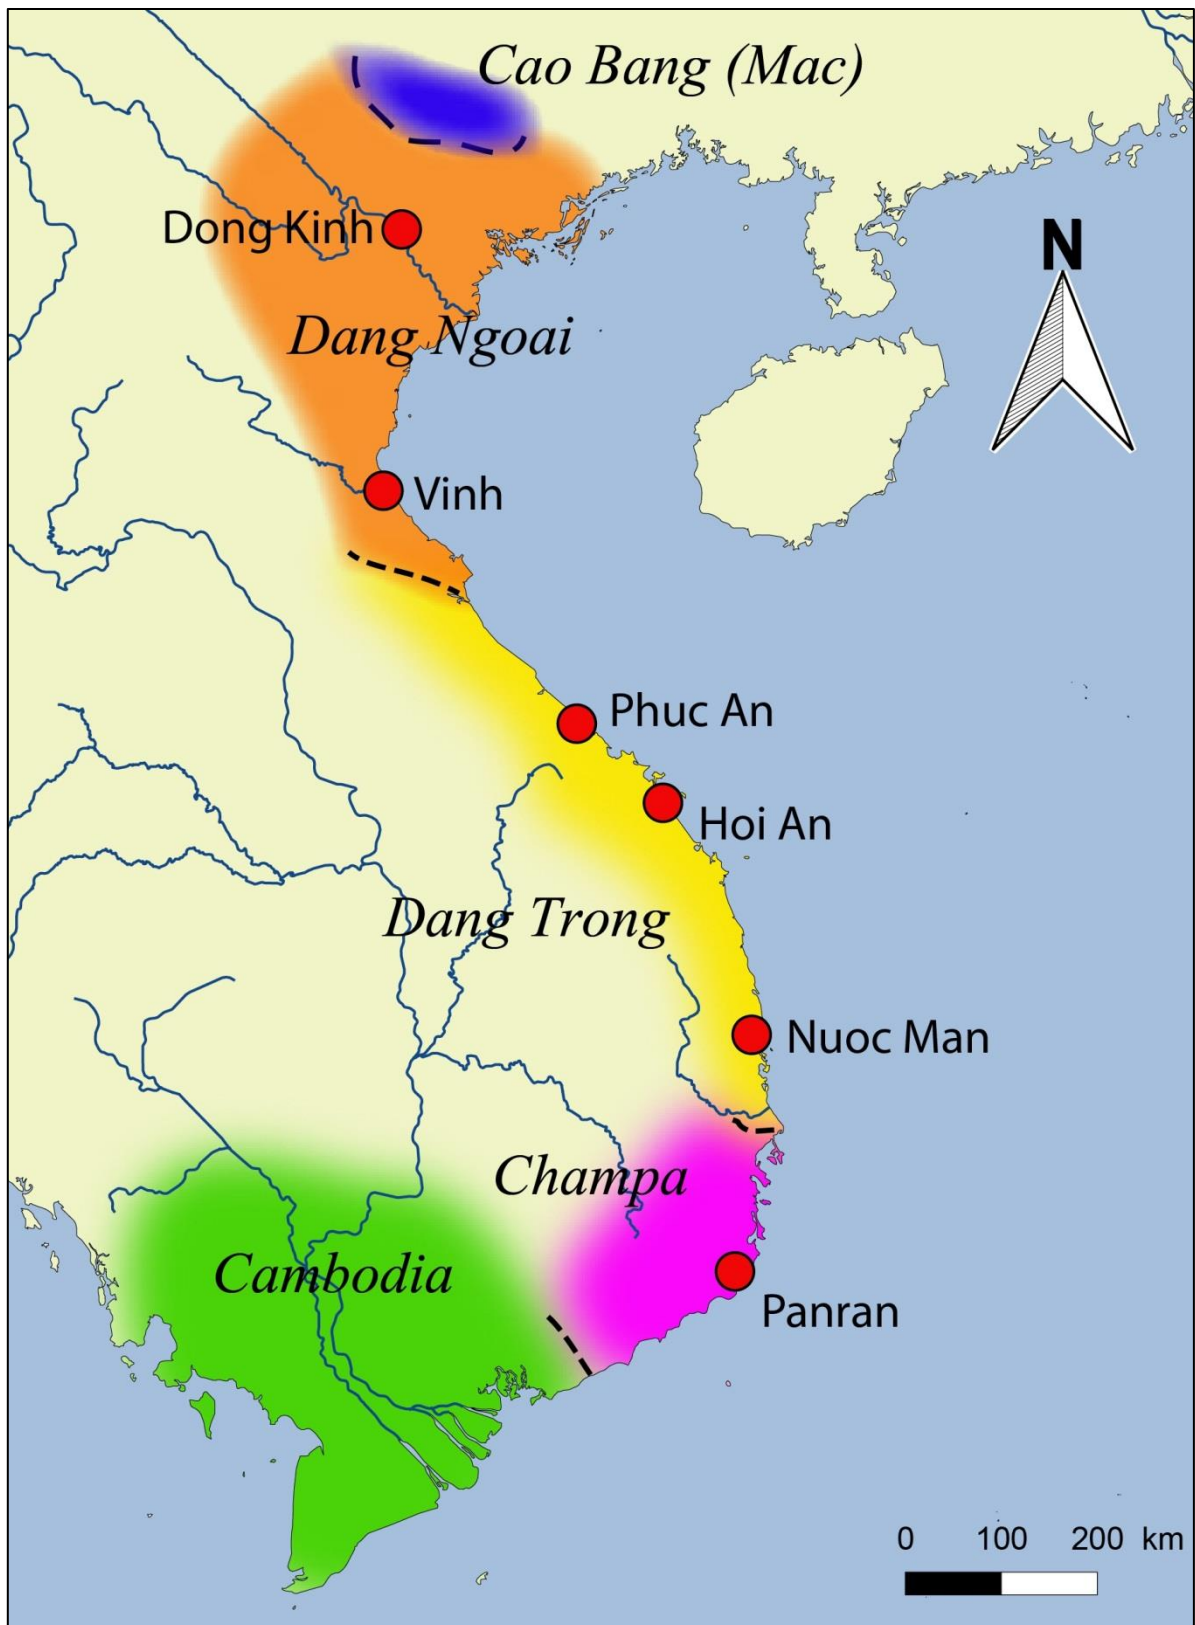 Cao Bang (Mac)
Dong Kinh
N
Dang Ngoai
Vinh
Phuc An
Hoi An
Dang Trong
Nuoc Man
Champa
Cambodia
Panran
0 100 200 km